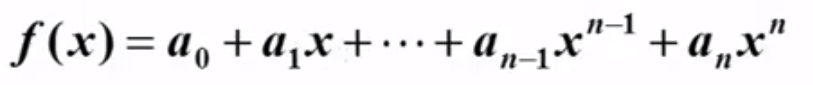 f(x) = a₀ + a₁x + ⋯ + aₙ₋₁xⁿ⁻¹ + aₙxⁿ